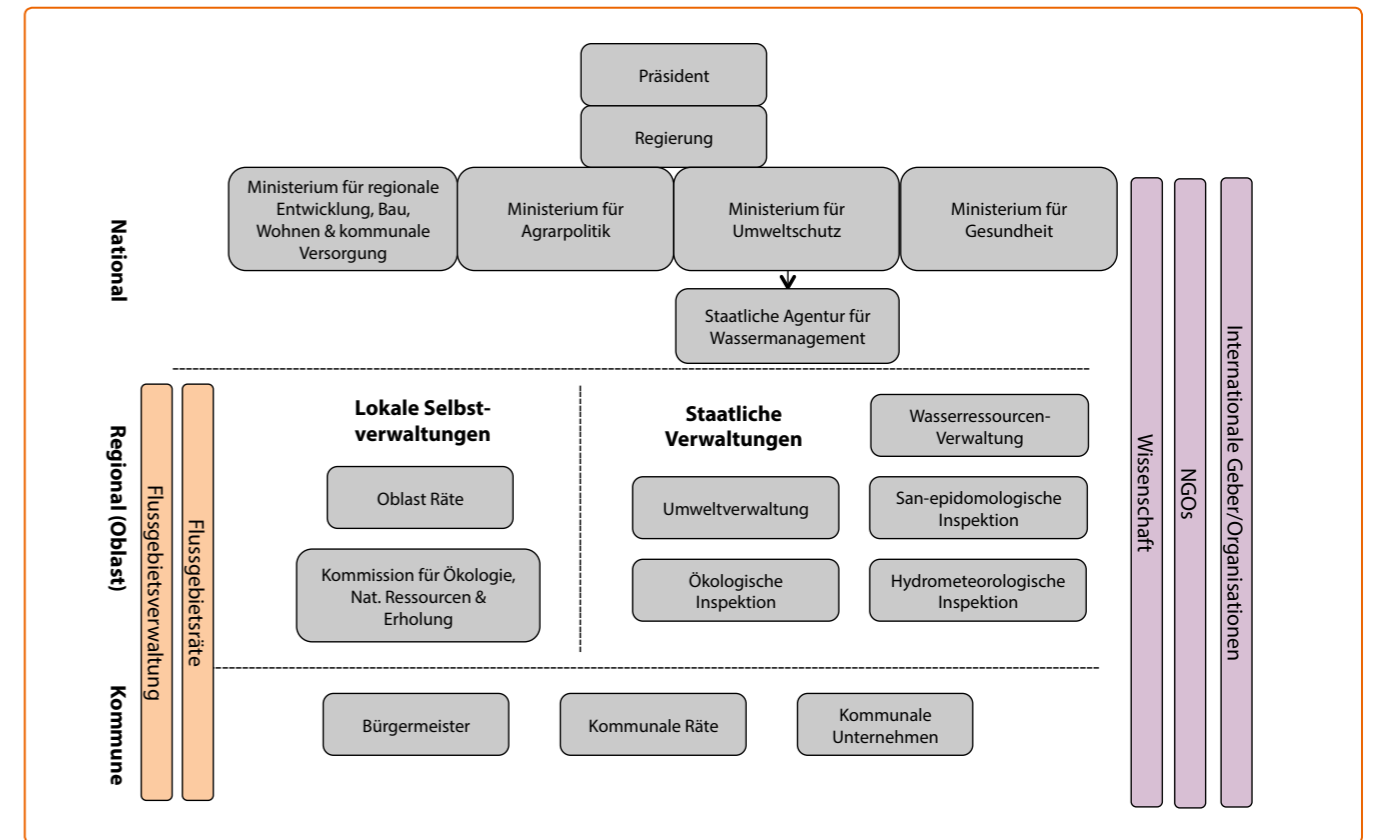 Präsident
Regierung
Ministerium für regionale
Entwicklung, Bau,
Wohnen & kommunale
Versorgung
Ministerium für
Agrarpolitik
Ministerium für
Umweltschutz
Ministerium für
Gesundheit
Staatliche Agentur für
Wassermanagement
National
Lokale Selbst-
verwaltungen
Oblast Räte
Kommission für Ökologie,
Nat. Ressourcen &
Erholung
Staatliche
Verwaltungen
Umweltverwaltung
Ökologische
Inspektion
Wasserressourcen-
Verwaltung
San-epidomologische
Inspektion
Hydrometeorologische
Inspektion
Regional (Oblast)
Flussgebietsverwaltung
Flussgebietsräte
Kommune
Bürgermeister
Kommunale Räte
Kommunale
Unternehmen
Wissenschaft
NGOs
Internationale Geber/Organisationen